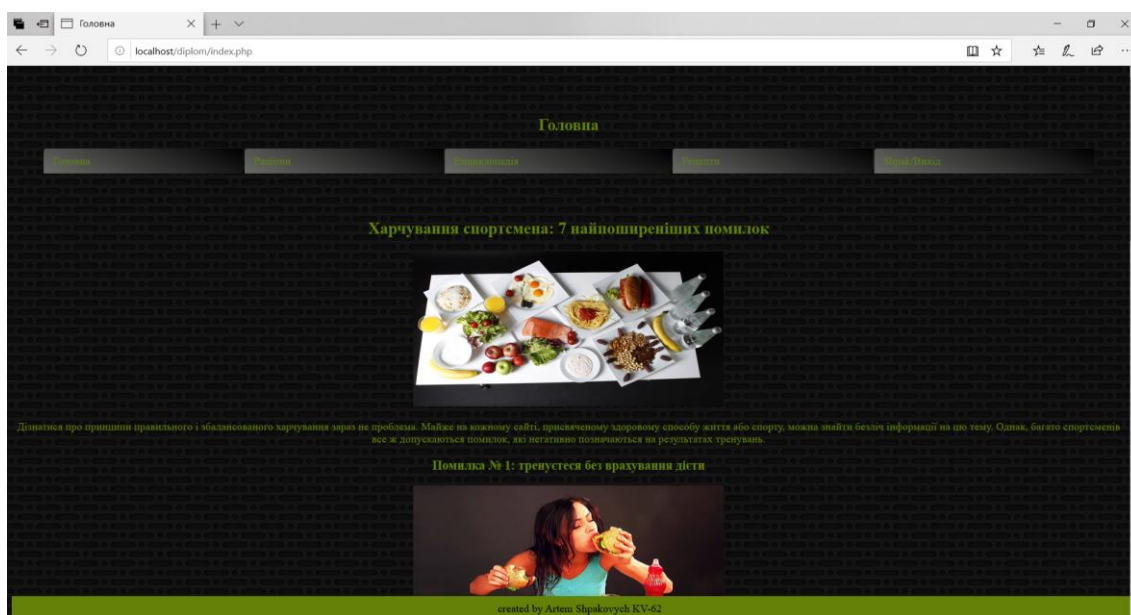 Головна
localhost/diplom/index.php
Головна
Головна Раціони Енциклопедія Рецепти Shpak/Вихід
Харчування спортсмена: 7 найпоширеніших помилок
Дізнатися про принципи правильного і збалансованого харчування зараз не проблема. Майже на кожному сайті, присвяченому здоровому способу життя або спорту, можна знайти безліч інформації на цю тему. Однак, багато спортсменів
все ж допускаються помилок, які негативно позначаються на результатах тренувань.
Помилка № 1: тренуєтеся без врахування дієти
created by Artem Shpakovych KV-62